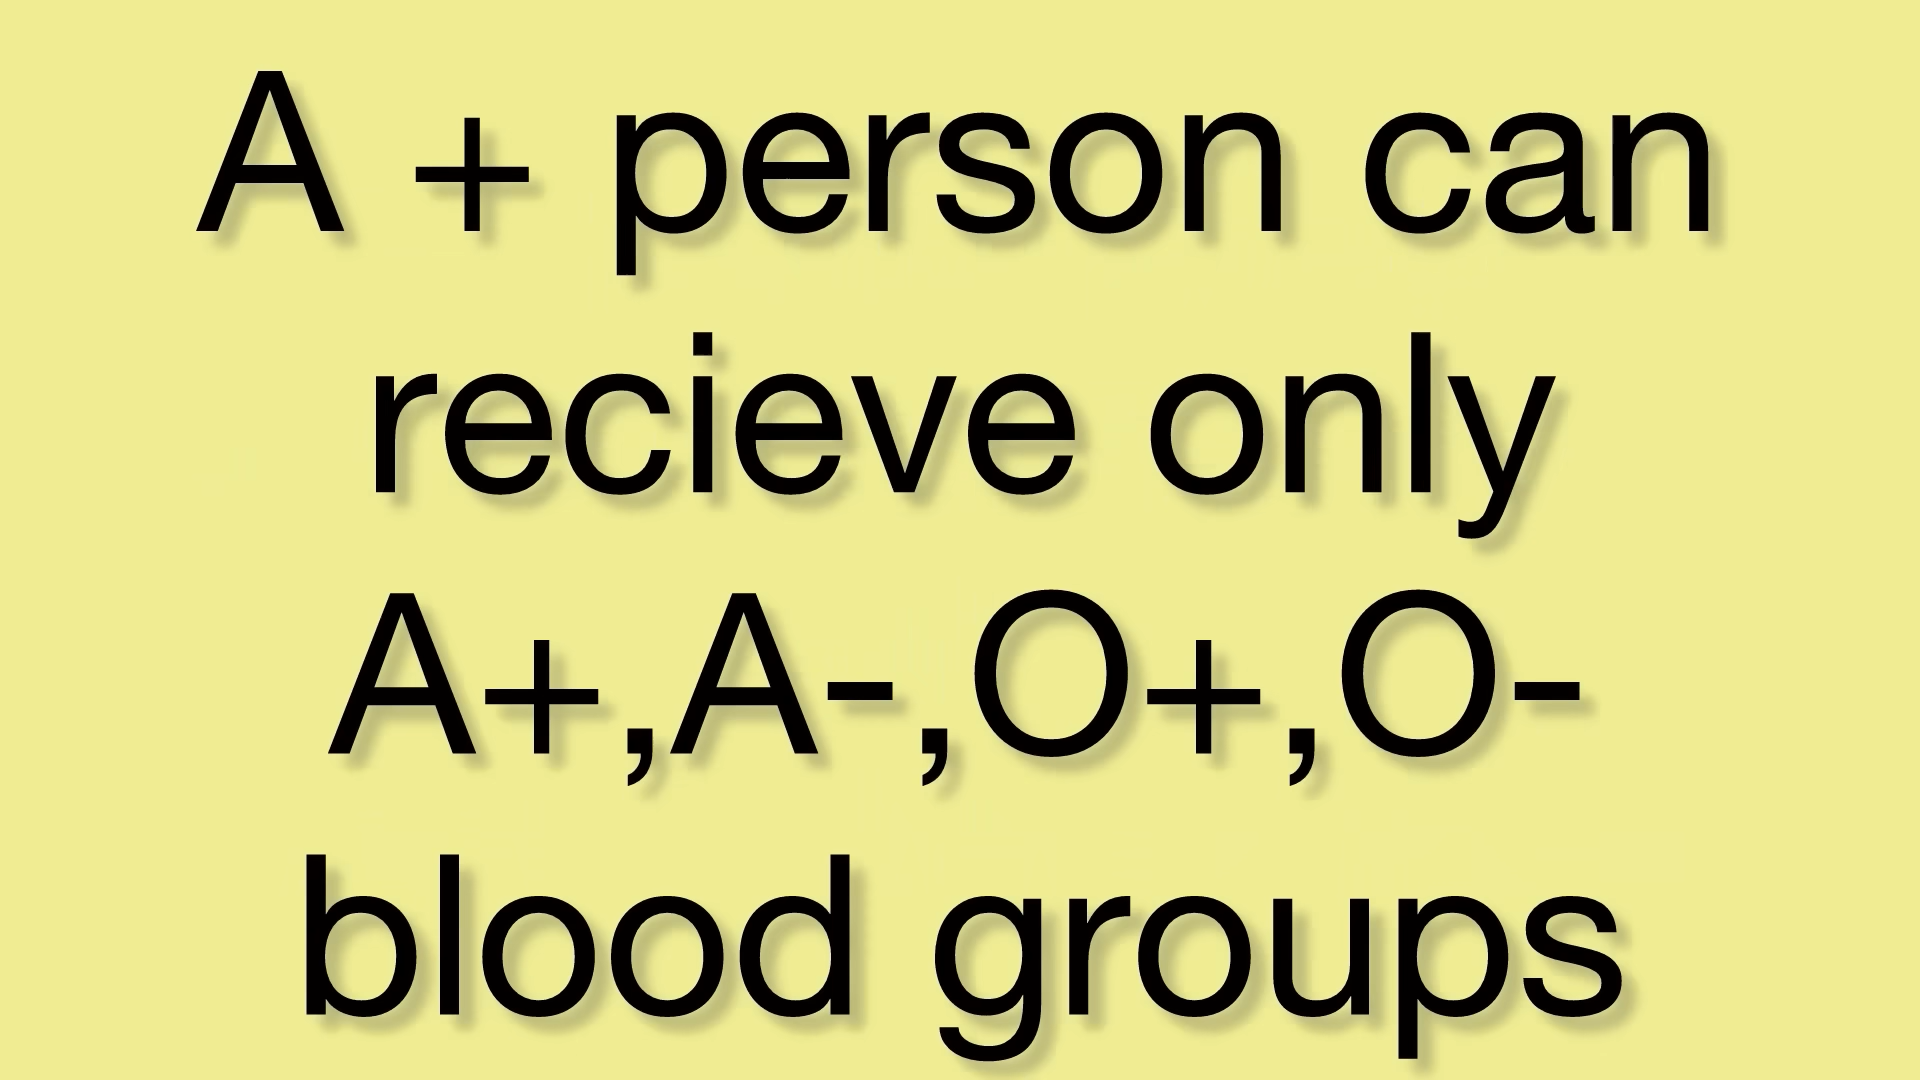 A + person can
recieve only
A+,A-,O+,O-
blood groups